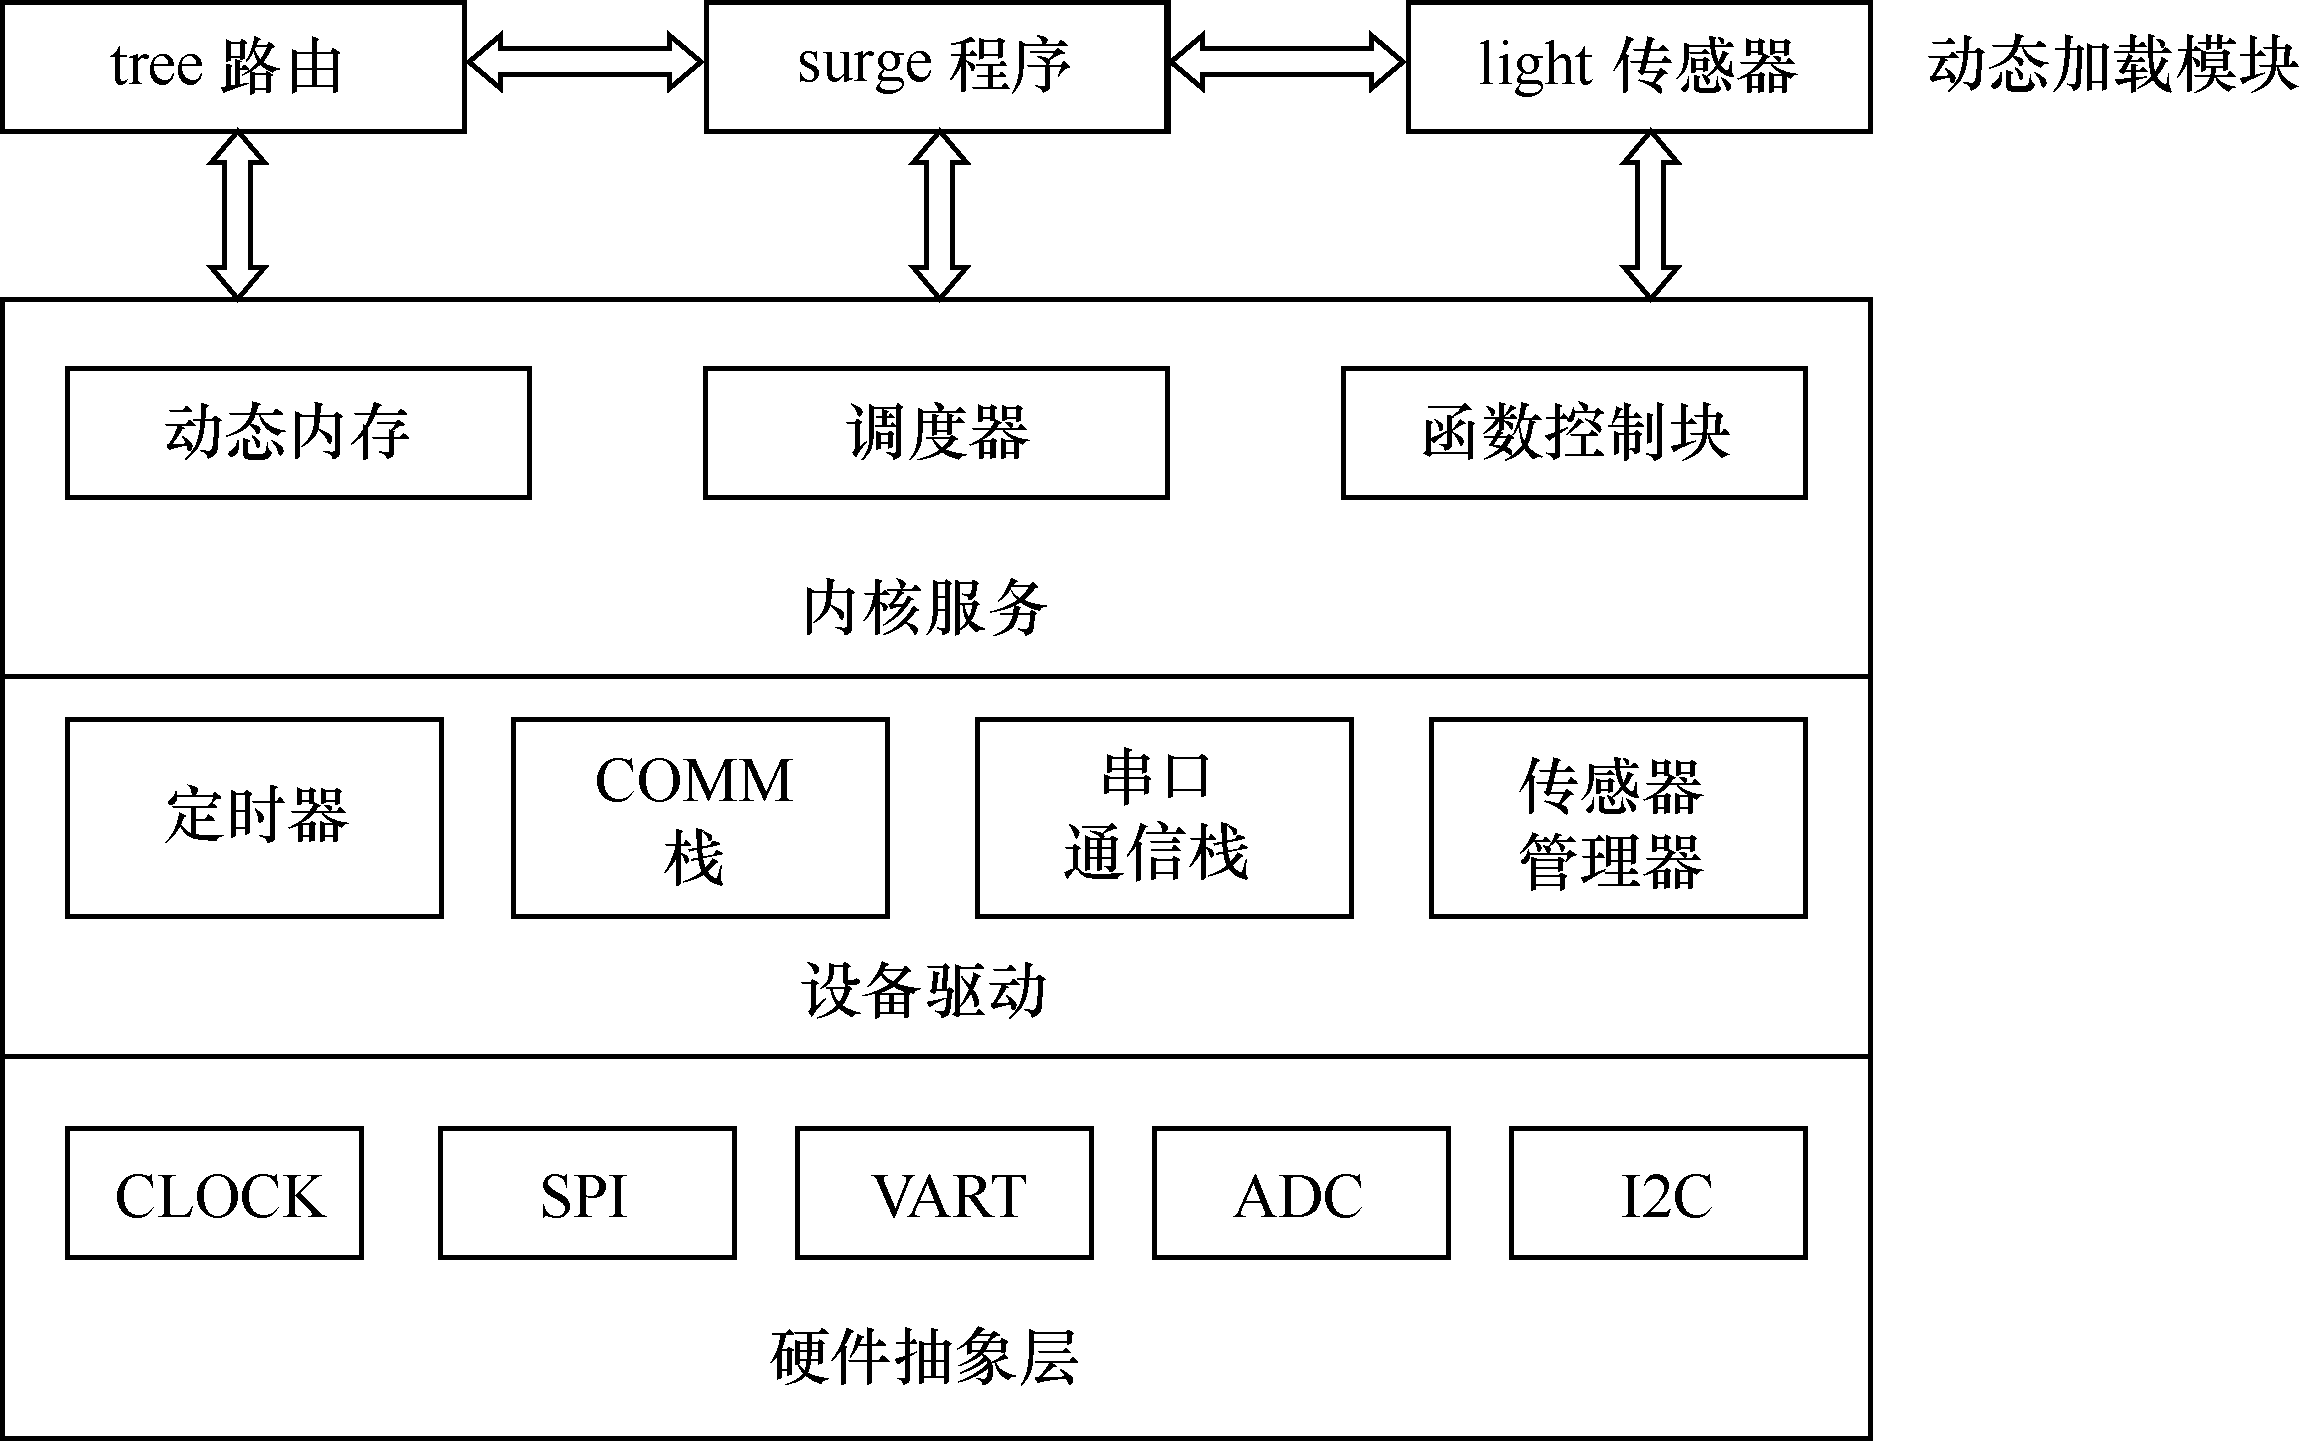 tree 路由
surge 程序
light 传感器
动态加载模块
动态内存
调度器
函数控制块
内核服务
定时器
COMM
栈
串口
通信栈
传感器
管理器
设备驱动
CLOCK
SPI
VART
ADC
I2C
硬件抽象层